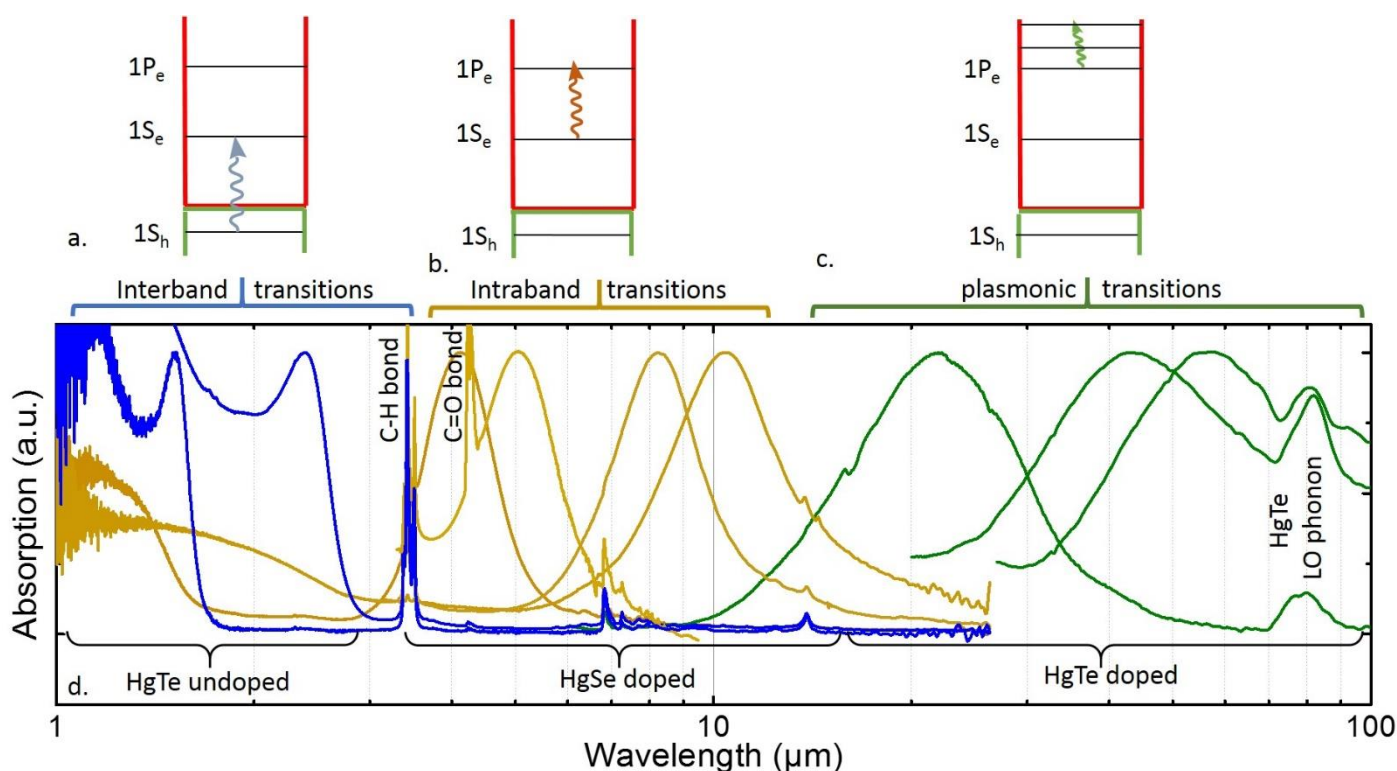 1Pₑ
1Sₑ
1Sₕ
a.
1Pₑ
1Sₑ
1Sₕ
b.
1Pₑ
1Sₑ
1Sₕ
c.
Interband transitions
Intraband transitions
plasmonic transitions
C-H bond
C=O bond
HgTe
LO phonon
Absorption (a.u.)
d.
HgTe undoped
HgSe doped
HgTe doped
1 10 100
Wavelength (µm)